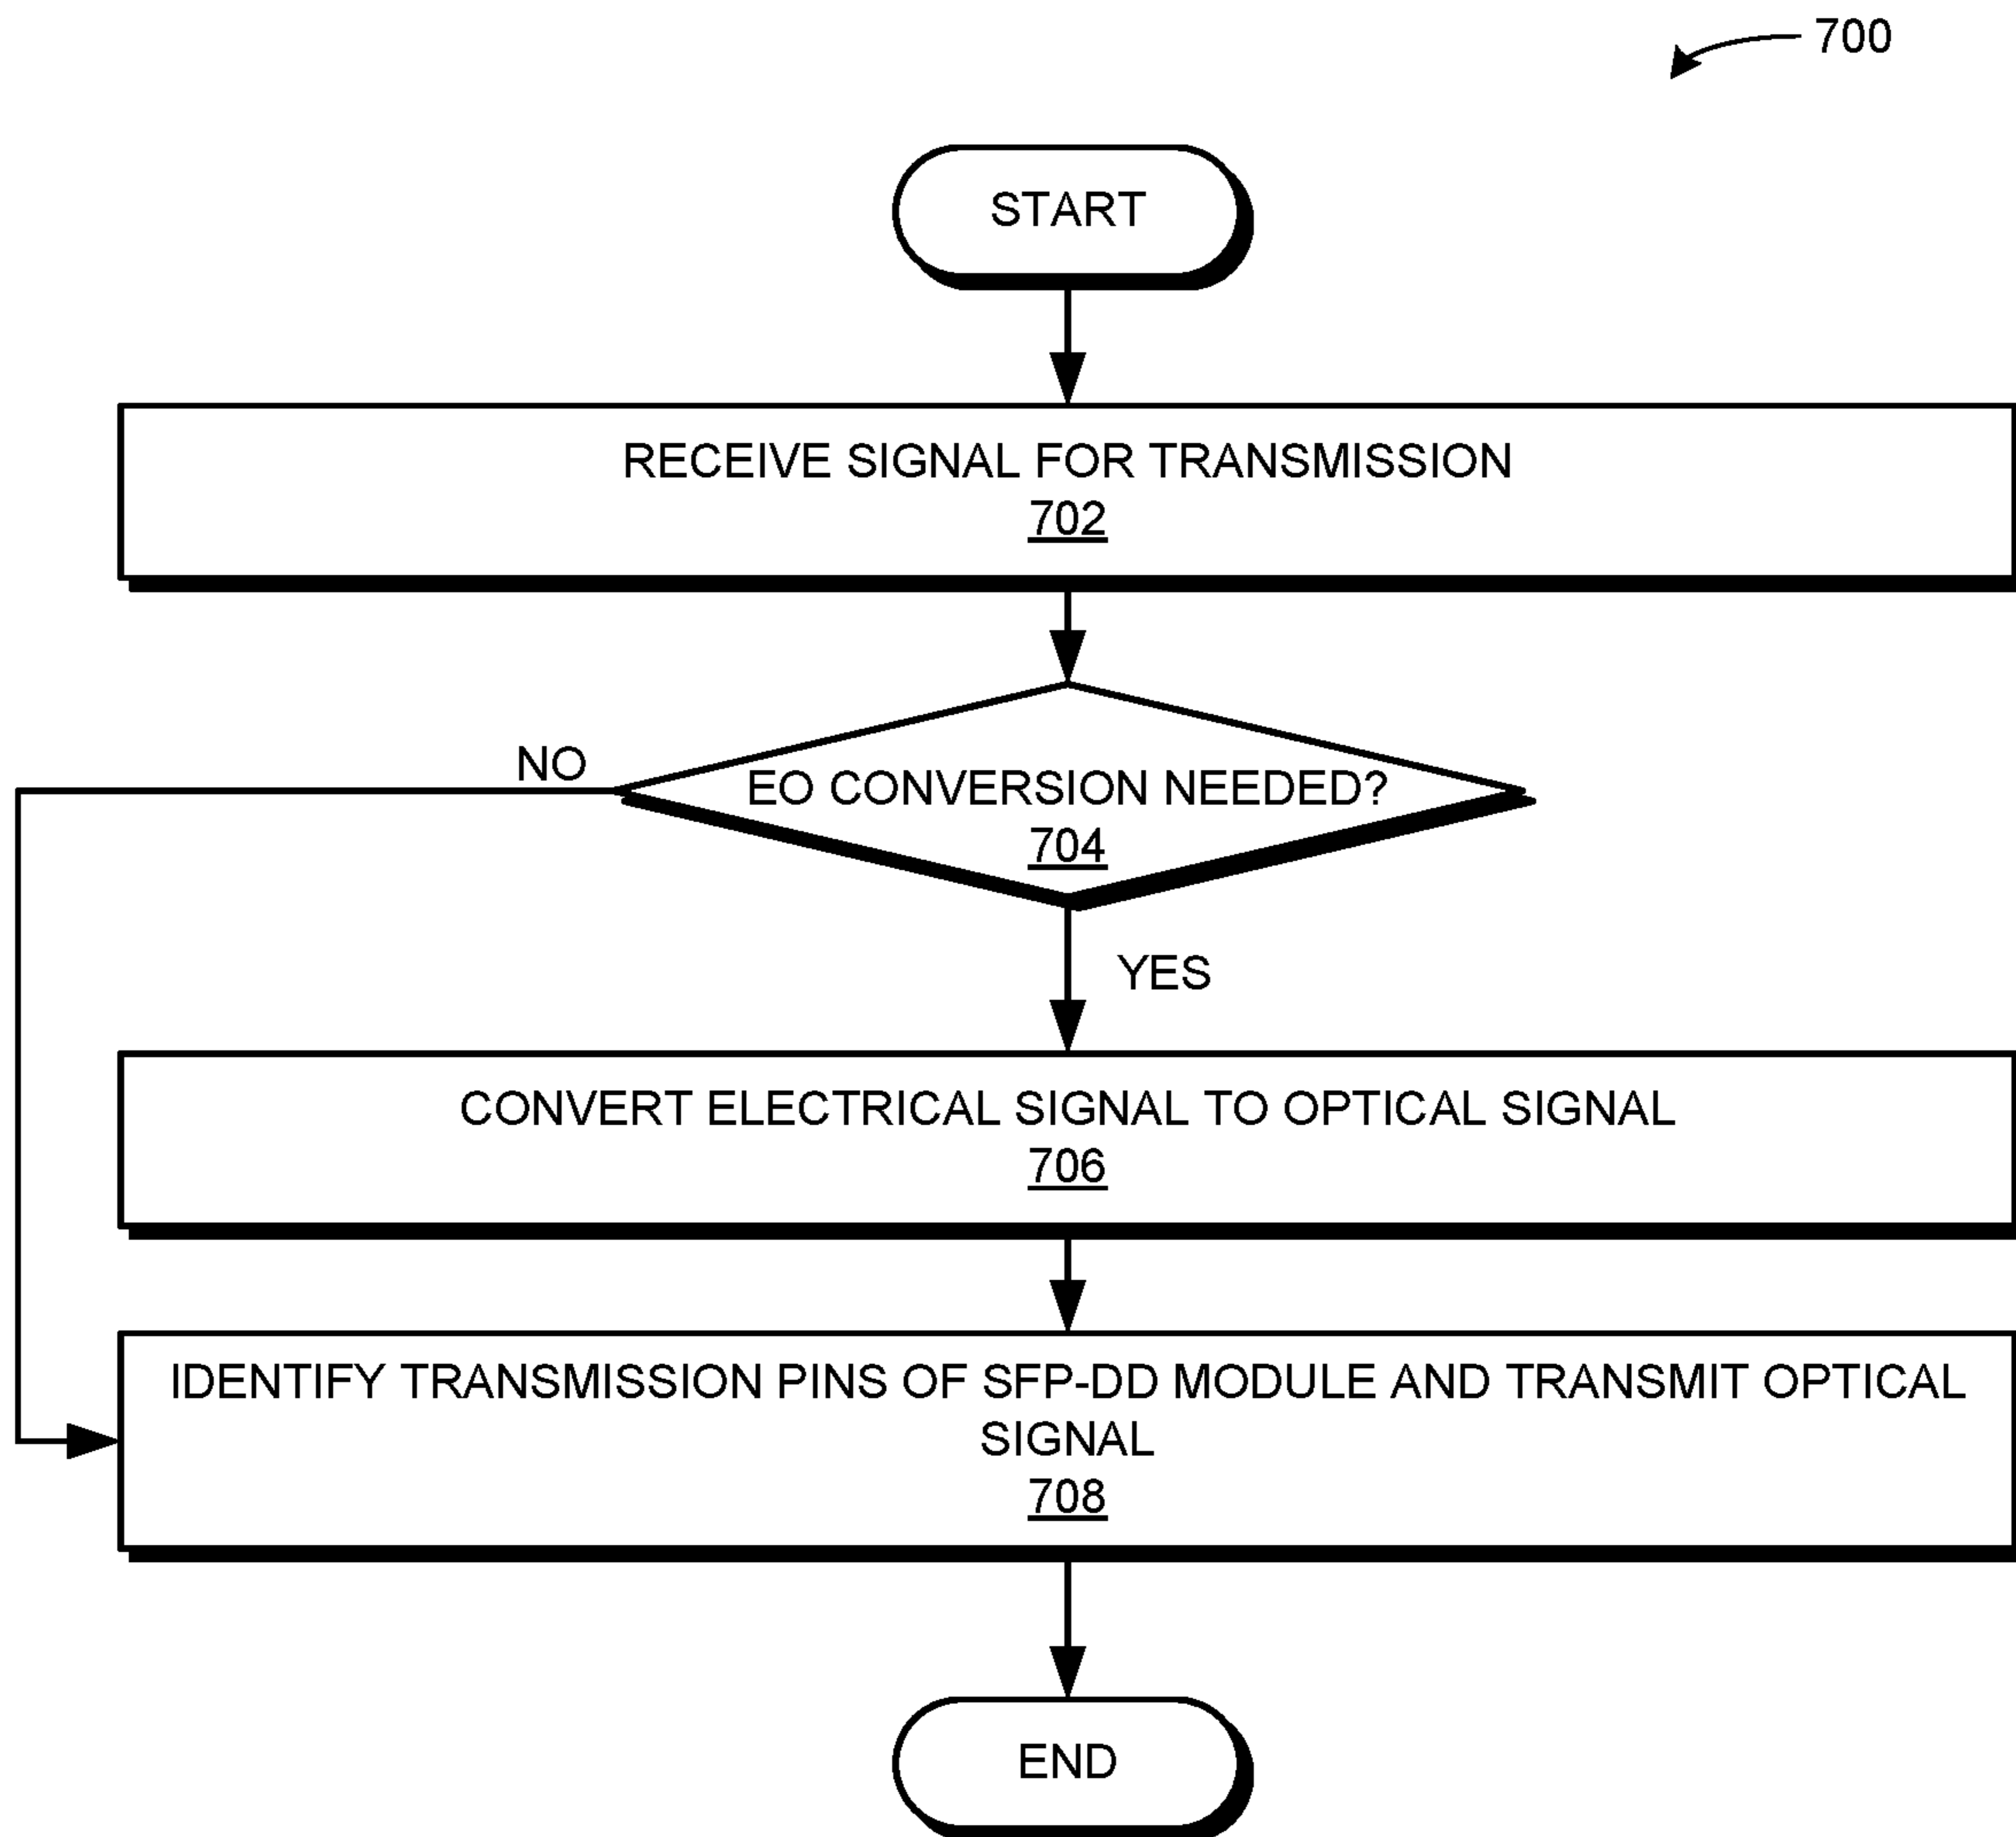 700
START
RECEIVE SIGNAL FOR TRANSMISSION
702
NO
EO CONVERSION NEEDED?
704
YES
CONVERT ELECTRICAL SIGNAL TO OPTICAL SIGNAL
706
IDENTIFY TRANSMISSION PINS OF SFP-DD MODULE AND TRANSMIT OPTICAL
SIGNAL
708
END